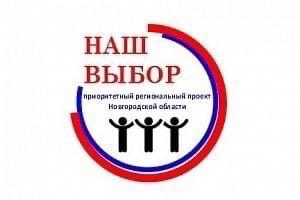 НАШ
ВЫБОР
приоритетный региональный проект
Новгородской области